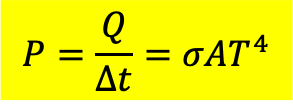 P = Q/Δt = σAT⁴